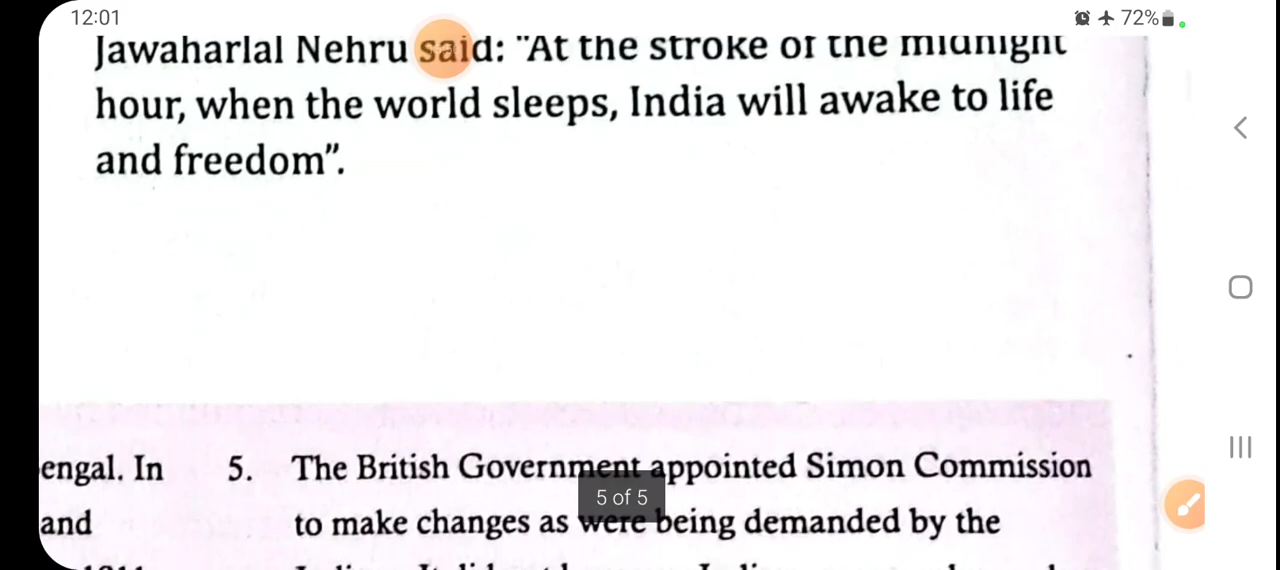 12:01
72%
Jawaharlal Nehru said: "At the stroke of the midnight
hour, when the world sleeps, India will awake to life
and freedom".
engal. In
and
5. The British Government appointed Simon Commission
to make changes as were being demanded by the
5 of 5